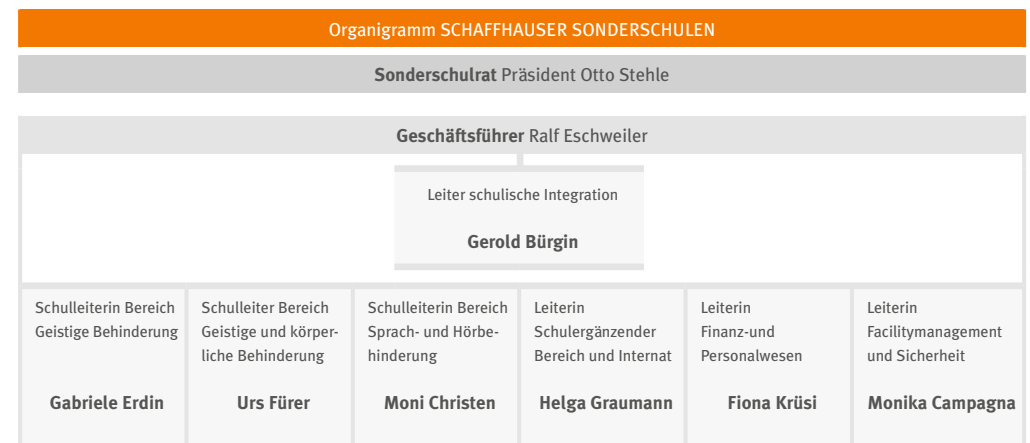 Organigramm SCHAFFHAUSER SONDERSCHULEN
Sonderschulrat Präsident Otto Stehle
Geschäftsführer Ralf Eschweiler
Leiter schulische Integration
Gerold Bürgin
Schulleiterin Bereich
Geistige Behinderung
Gabriele Erdin
Schulleiter Bereich
Geistige und körper-
liche Behinderung
Urs Fürer
Schulleiterin Bereich
Sprach- und Hörbe-
hinderung
Moni Christen
Leiterin
Schulergänzender
Bereich und Internat
Helga Graumann
Leiterin
Finanz-und
Personalwesen
Fiona Krüsi
Leiterin
Facilitymanagement
und Sicherheit
Monika Campagna